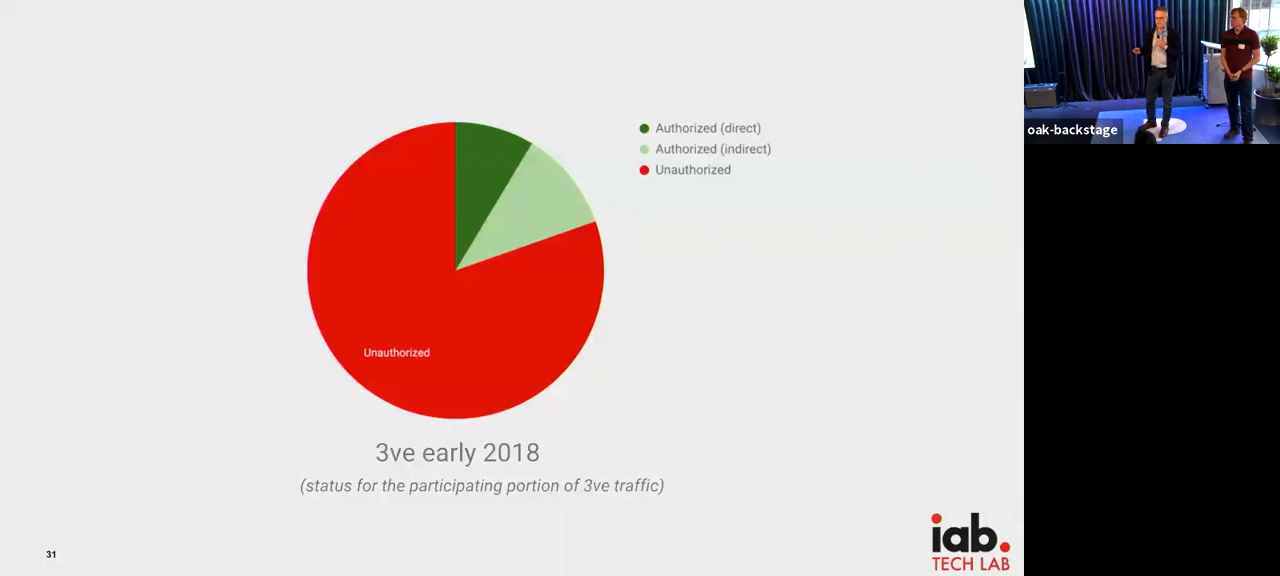 Authorized (direct)
Authorized (indirect)
Unauthorized
Unauthorized
3ve early 2018
(status for the participating portion of 3ve traffic)
31
iab.
TECH LAB
oak-backstage